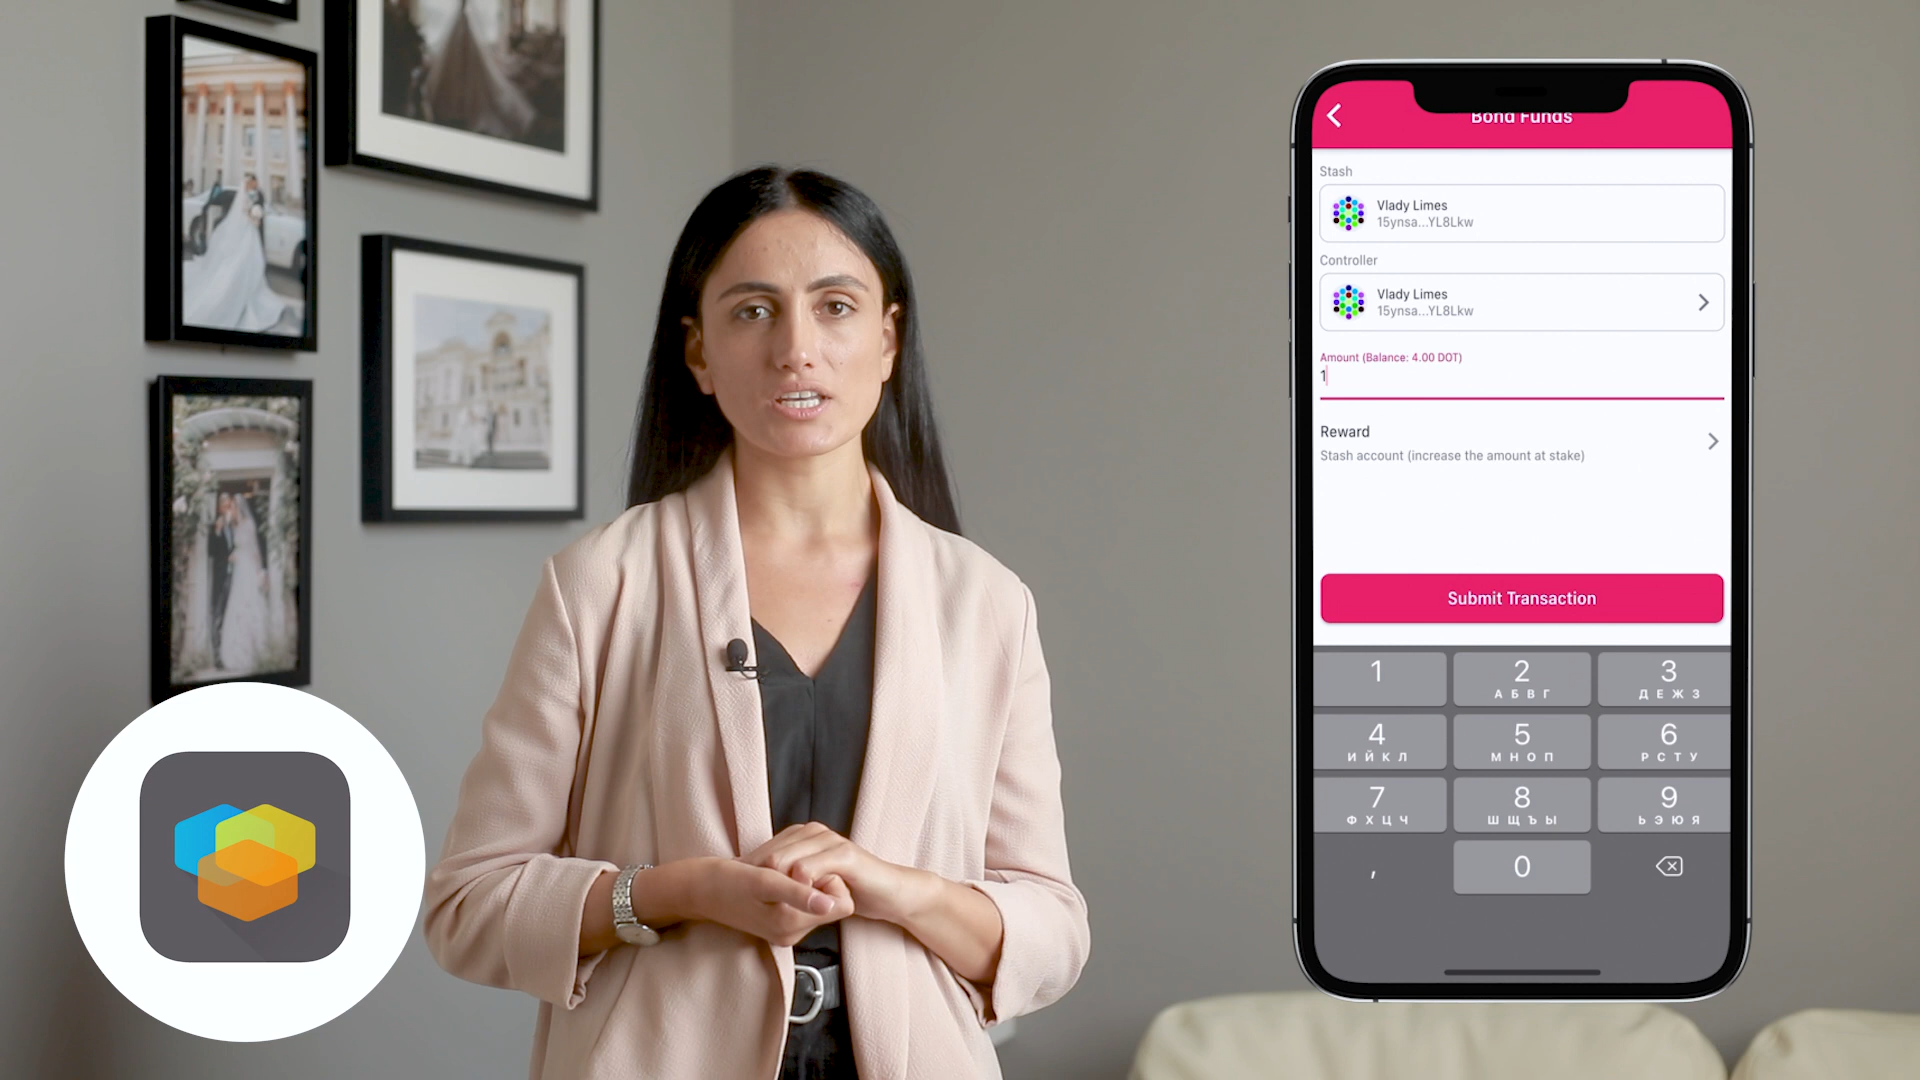 Bond Funds
Stash
Vlady Limes
15ynsa...YL8Lkw
Controller
Vlady Limes
15ynsa...YL8Lkw
Amount (Balance: 4.00 DOT)
1
Reward
Stash account (increase the amount at stake)
Submit Transaction
1 2 3
А Б В Г Д Е Ж З
4 5 6
И Й К Л М Н О П Р С Т У
7 8 9
Ф Х Ц Ч Ш Щ Ъ Ы Ь Э Ю Я
, 0